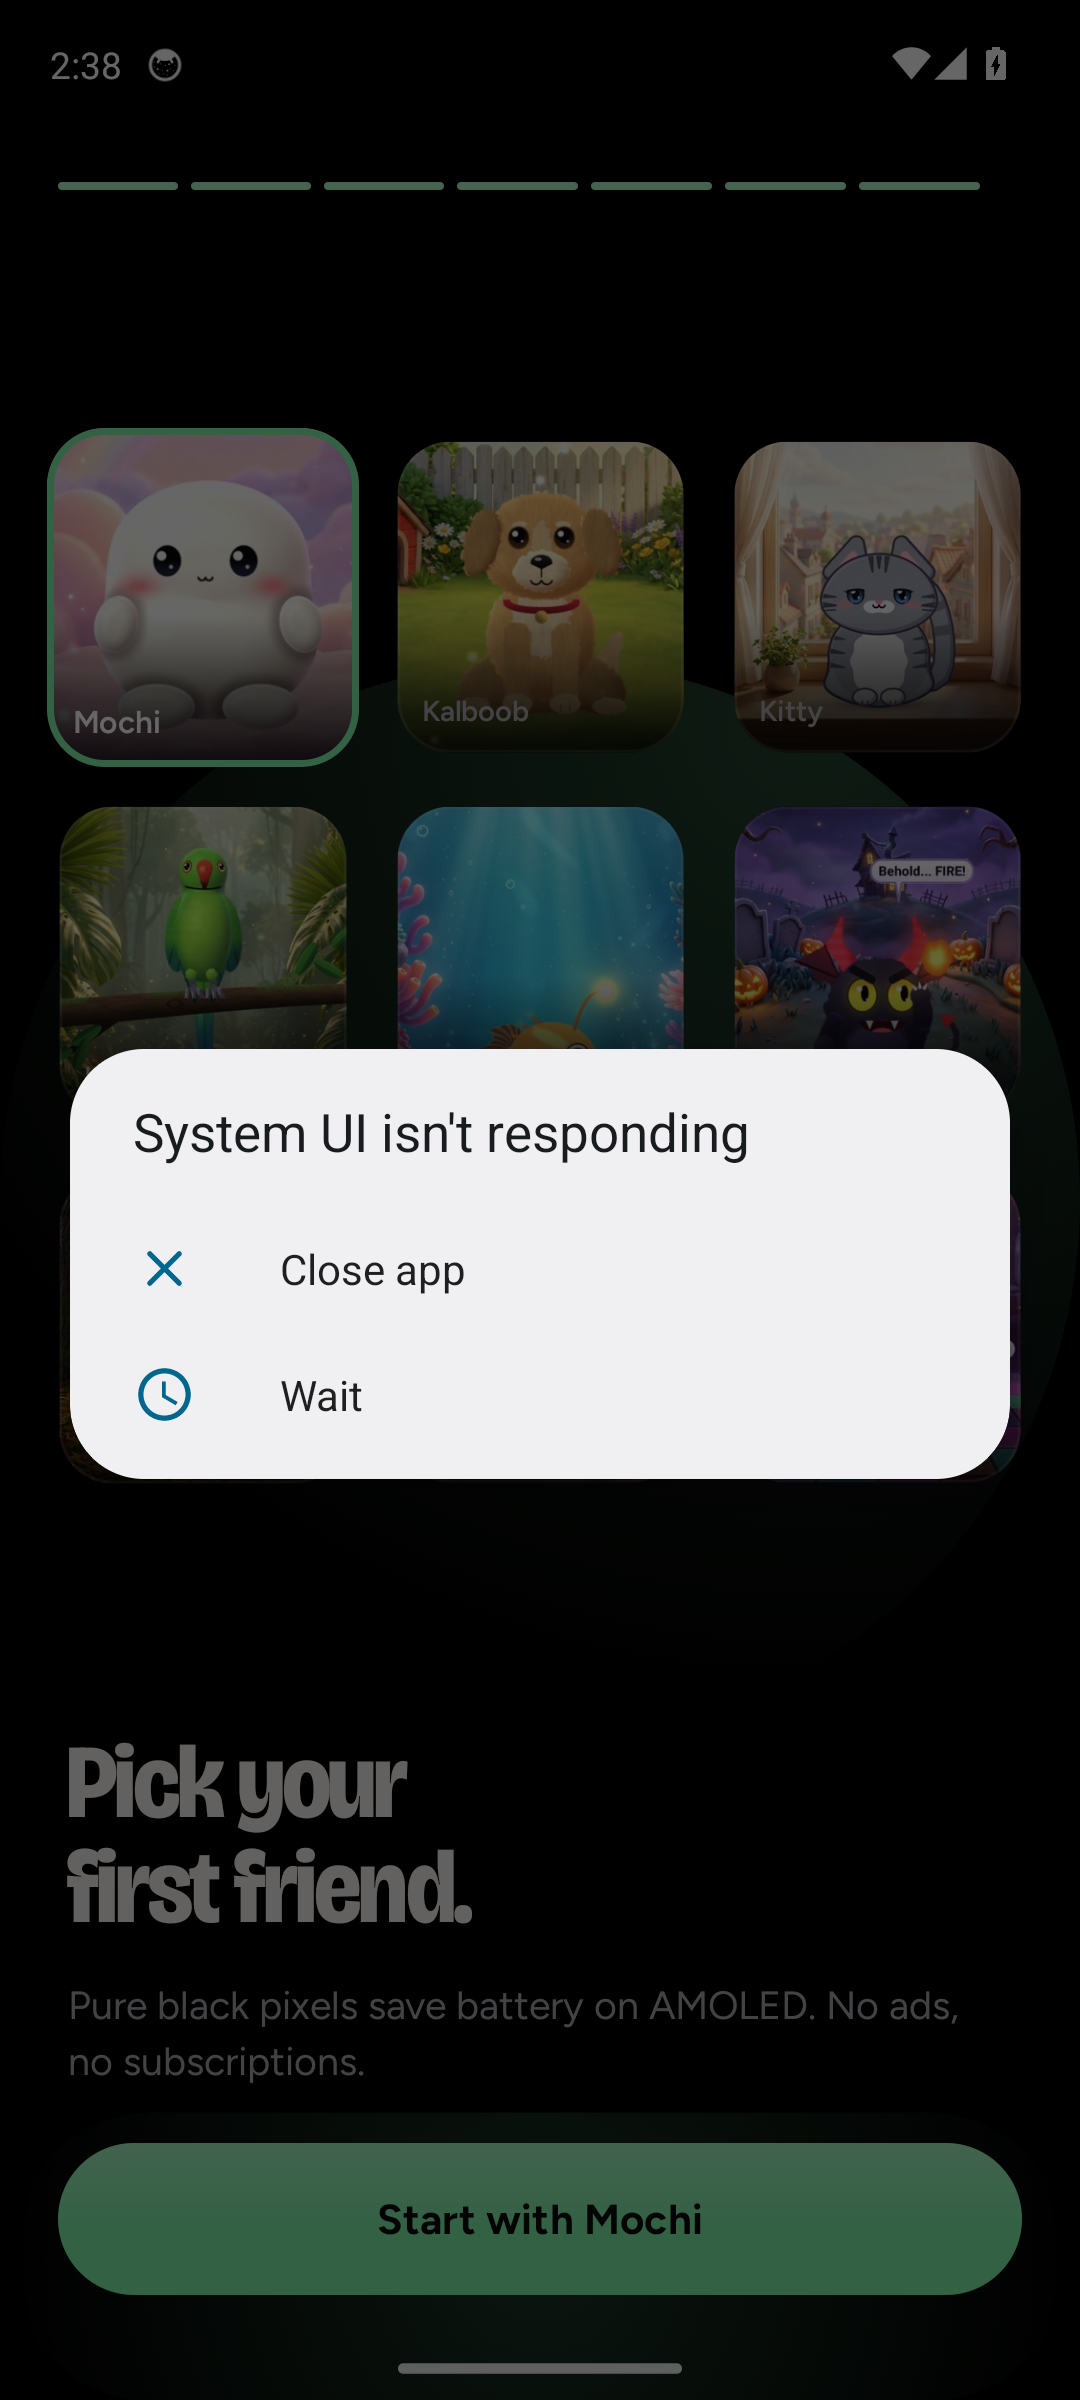 2:38
Mochi
Kalboob
Kitty
Behold... FIRE!
System UI isn't responding
Close app
Wait
Pick your
first friend.
Pure black pixels save battery on AMOLED. No ads,
no subscriptions.
Start with Mochi